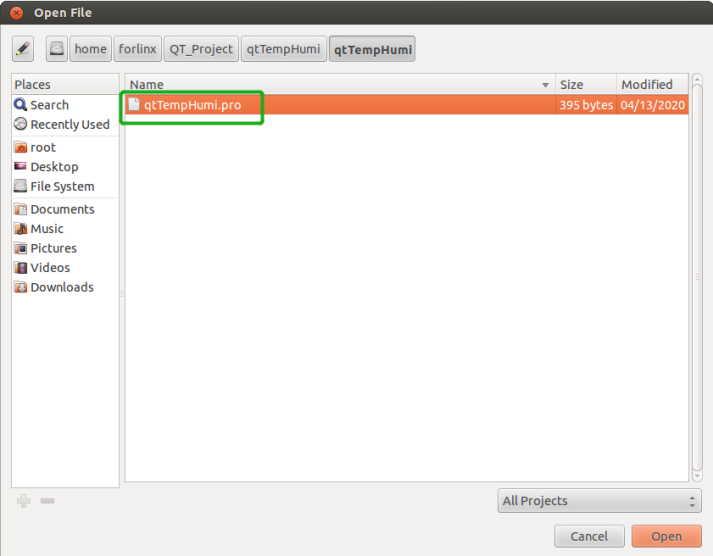 Open File
home forlinx QT_Project qtTempHumi qtTempHumi
Places
Search
Recently Used
root
Desktop
File System
Documents
Music
Pictures
Videos
Downloads
Name Size Modified
qtTempHumi.pro 395 bytes 04/13/2020
All Projects
Cancel Open